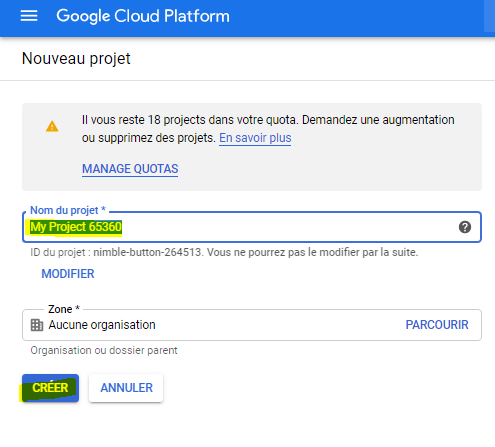 Google Cloud Platform
Nouveau projet
Il vous reste 18 projects dans votre quota. Demandez une augmentation
ou supprimez des projets. En savoir plus
MANAGE QUOTAS
Nom du projet *
My Project 65360
ID du projet : nimble-button-264513. Vous ne pourrez pas le modifier par la suite.
MODIFIER
Zone *
Aucune organisation PARCOURIR
Organisation ou dossier parent
CRÉER ANNULER